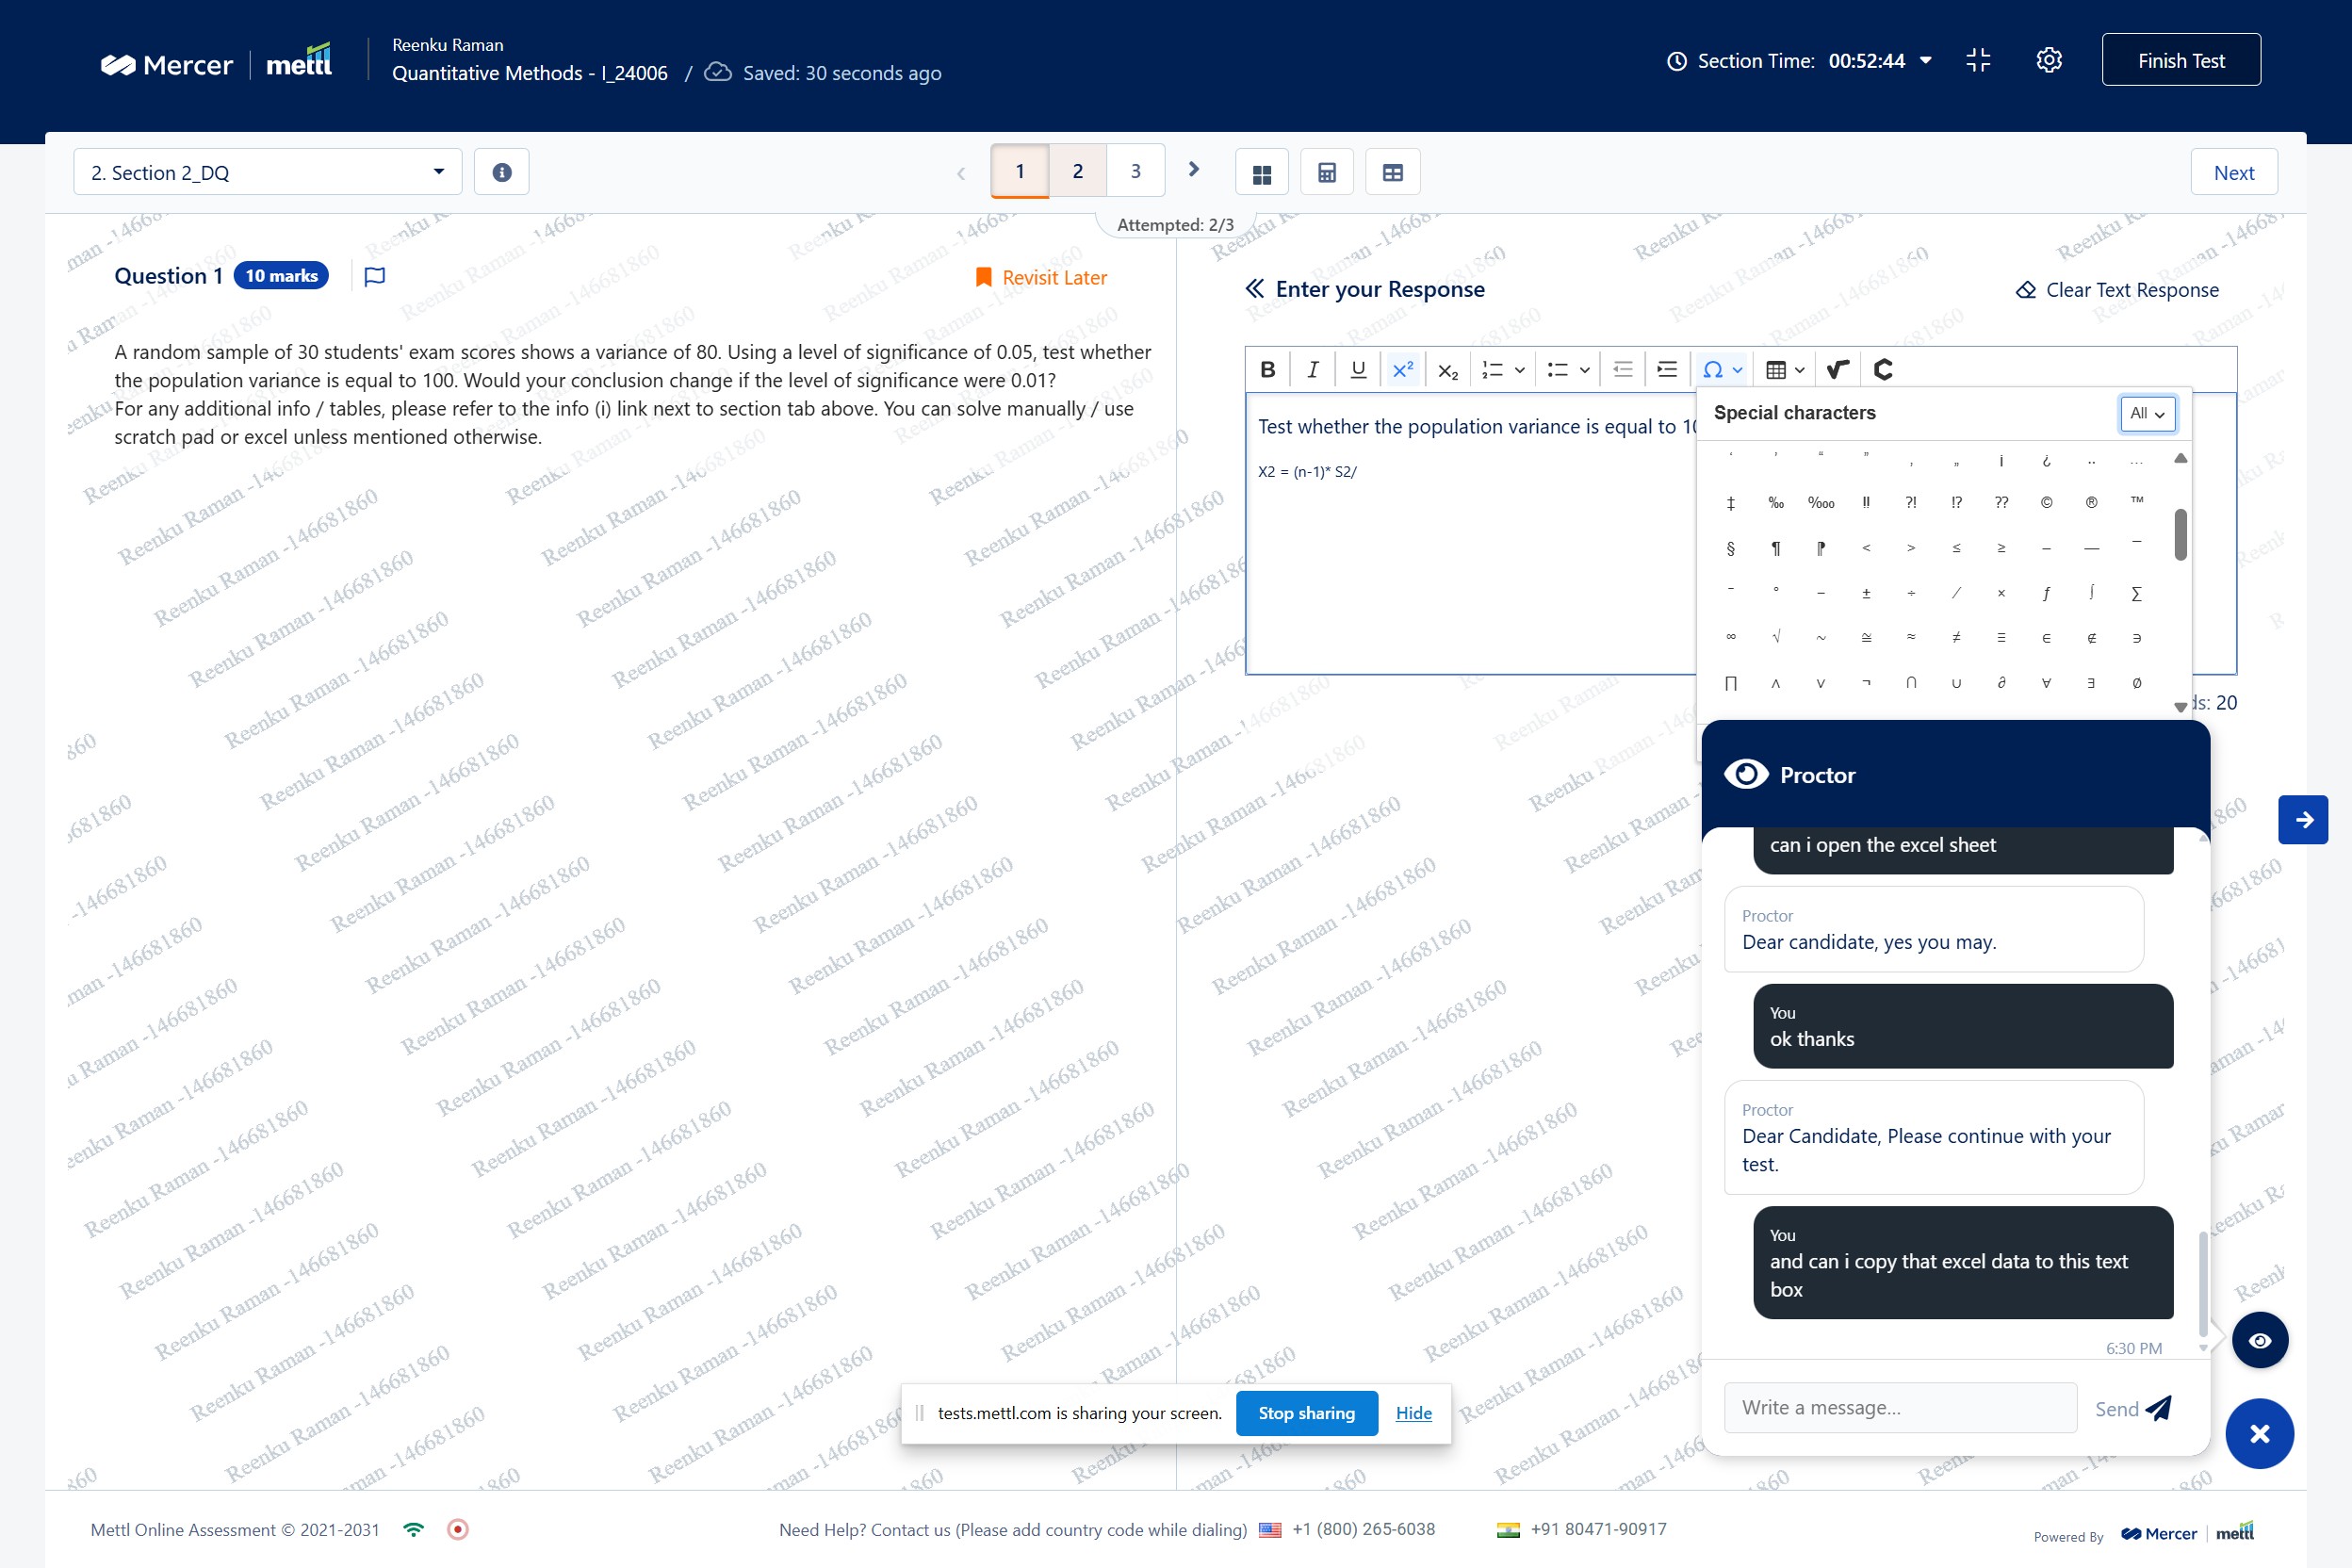 Mercer | mettl
Reenku Raman
Quantitative Methods - I_24006 / Saved: 30 seconds ago
Section Time: 00:52:44
Finish Test
2. Section 2_DQ
1 2 3
Next
Attempted: 2/3
Question 1 10 marks
Revisit Later
A random sample of 30 students' exam scores shows a variance of 80. Using a level of significance of 0.05, test whether
the population variance is equal to 100. Would your conclusion change if the level of significance were 0.01?
For any additional info / tables, please refer to the info (i) link next to section tab above. You can solve manually / use
scratch pad or excel unless mentioned otherwise.
Enter your Response
Clear Text Response
B I U x² x₂ Ω
Test whether the population variance is equal to 10
X2 = (n-1)* S2/
Special characters
All
‘ ’ “ ” ‚ „ ¡ ¿ ‥ …
‡ ‰ ‱ ‼ ⁈ ⁉ ⁇ © ® ™
§ ¶ ⁋ < > ≤ ≥ – — ¯
‾ ° − ± ÷ ⁄ × ƒ ∫ ∑
∞ √ ∼ ≅ ≈ ≠ ≡ ∈ ∉ ∋
∏ ∧ ∨ ¬ ∩ ∪ ∂ ∀ ∃ ∅
ds: 20
Proctor
can i open the excel sheet
Proctor
Dear candidate, yes you may.
You
ok thanks
Proctor
Dear Candidate, Please continue with your
test.
You
and can i copy that excel data to this text
box
6:30 PM
Write a message...
Send
tests.mettl.com is sharing your screen.
Stop sharing
Hide
Reenku Raman -146681860
Mettl Online Assessment © 2021-2031
Need Help? Contact us (Please add country code while dialing) +1 (800) 265-6038 +91 80471-90917
Powered By Mercer | mettl